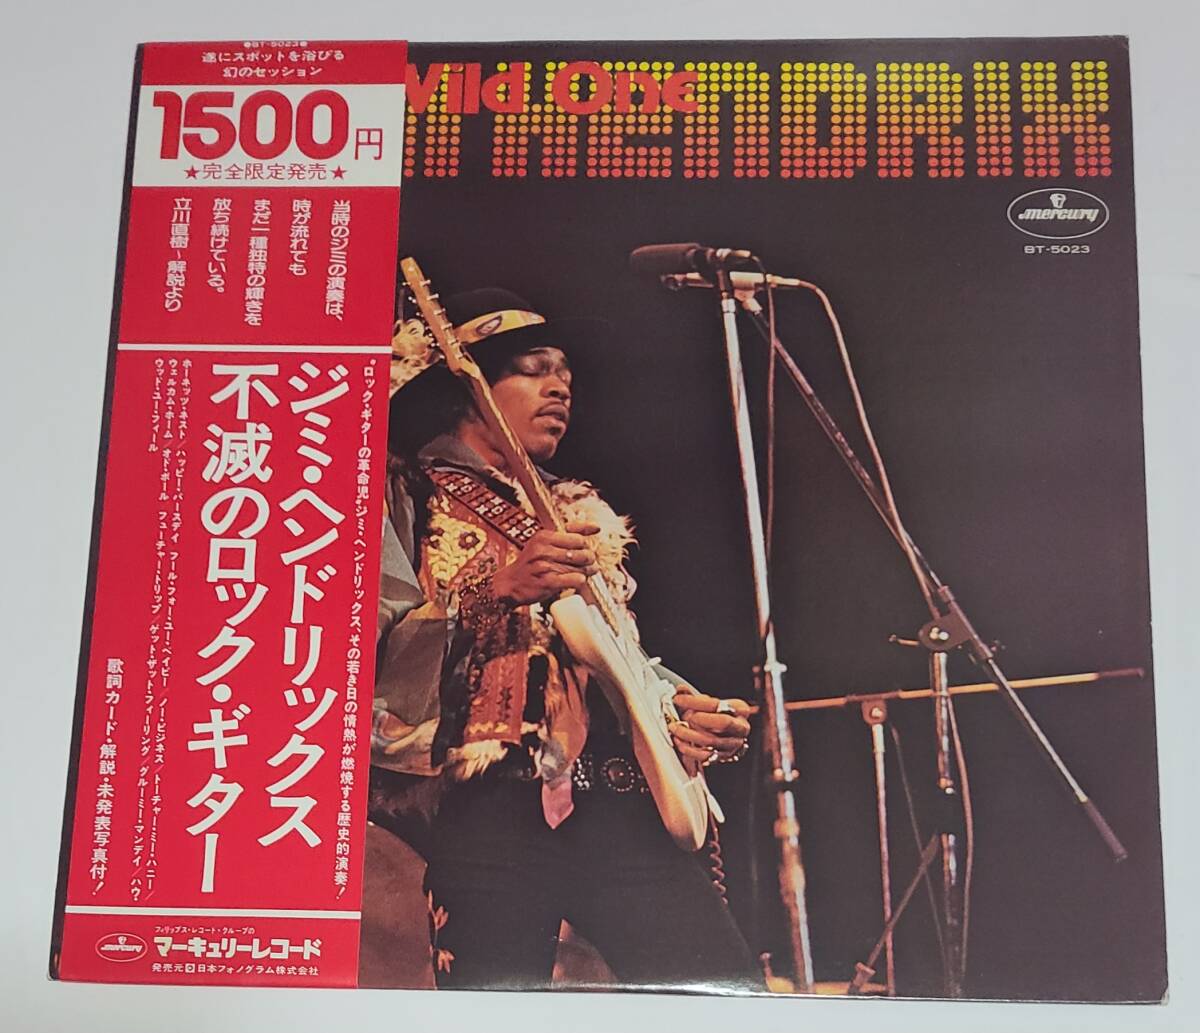 ●BT-5023●
遂にスポットを浴びる
幻のセッション
1500円
★完全限定発売★
当時のジミの演奏は、
時が流れても
まだ一種独特の輝きを
放ち続けている。
立川直樹〜解説より
"ロック・ギターの革命児"ジミ・ヘンドリックス、その若き日の情熱が燃焼する歴史的演奏!
ジミ・ヘンドリックス
不滅のロック・ギター
ホーネッツ・ネスト/ハッピー・バースデイ フール・フォー・ユー・ベイビー/ノー・ビジネス/トーチャー・ミー・ハニー/
ウェルカム・ホーム/オド・ボール フューチャー・トリップ/ゲット・ザット・フィーリング/グルーミー・マンデイ/ハウ・
ウッド・ユー・フィール
歌詞カード・解説・未発表写真付!
mercury
フィリップス・レコード・グループの
マーキュリーレコード
発売元 日本フォノグラム株式会社
Wild One
HENDRIX
mercury
BT-5023